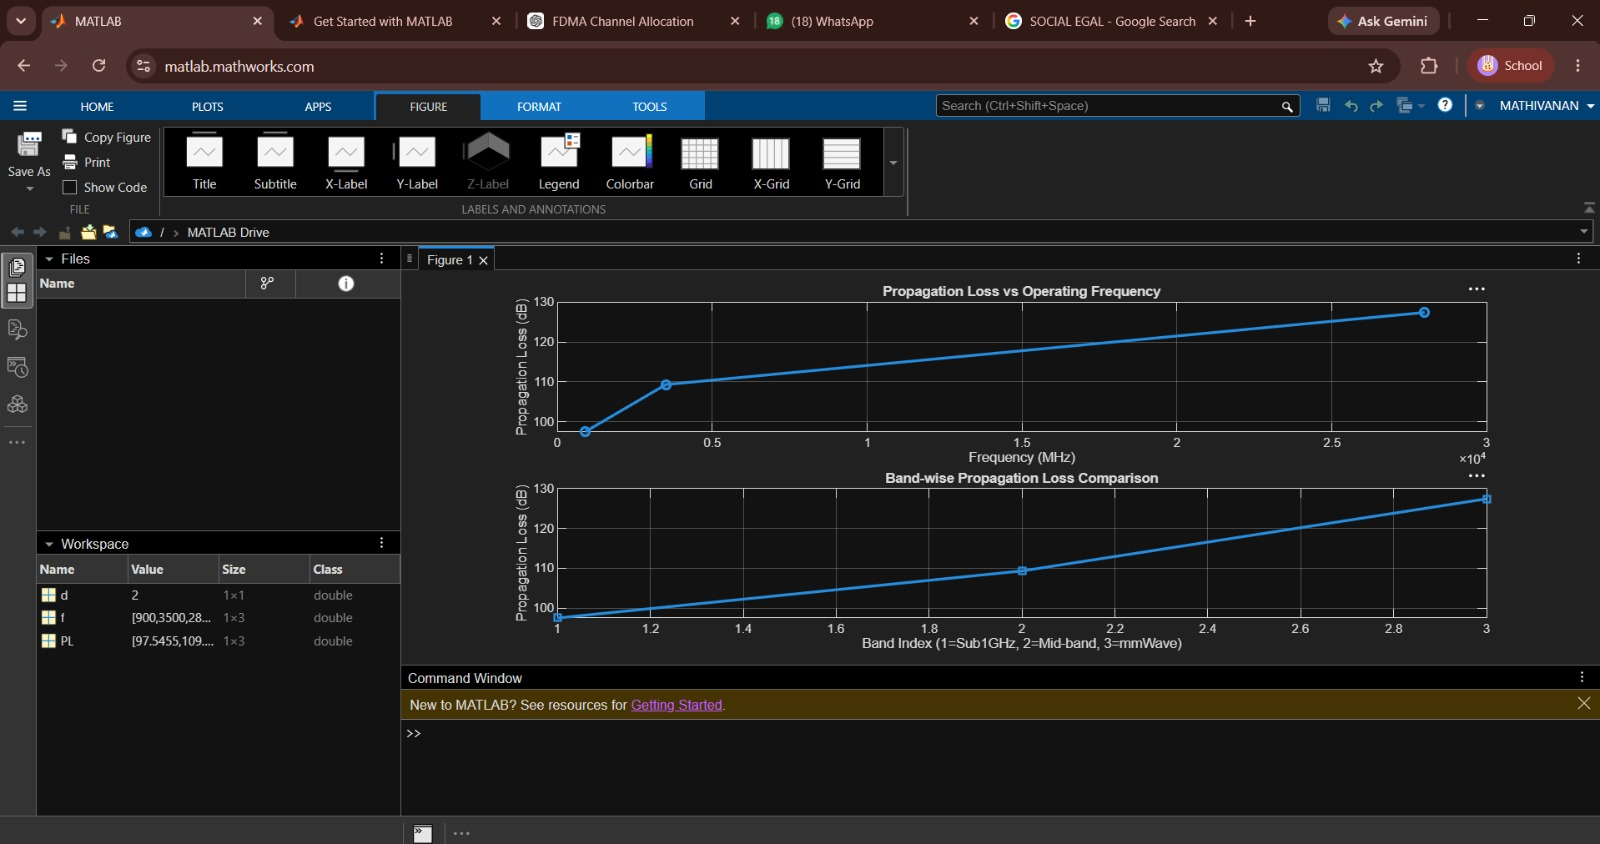 MATLAB
Get Started with MATLAB
FDMA Channel Allocation
18 (18) WhatsApp
SOCIAL EGAL - Google Search
Ask Gemini
matlab.mathworks.com
School
HOME PLOTS APPS FIGURE FORMAT TOOLS
Search (Ctrl+Shift+Space)
MATHIVANAN
Save As
Copy Figure
Print
Show Code
FILE
Title Subtitle X-Label Y-Label Z-Label Legend Colorbar Grid X-Grid Y-Grid
LABELS AND ANNOTATIONS
/ › MATLAB Drive
Files
Name
Workspace
Name Value Size Class
d 2 1×1 double
f [900,3500,28... 1×3 double
PL [97.5455,109.... 1×3 double
Figure 1
Propagation Loss vs Operating Frequency
Propagation Loss (dB)
130
120
110
100
0 0.5 1 1.5 2 2.5 3
Frequency (MHz)
×10⁴
Band-wise Propagation Loss Comparison
Propagation Loss (dB)
130
120
110
100
1 1.2 1.4 1.6 1.8 2 2.2 2.4 2.6 2.8 3
Band Index (1=Sub1GHz, 2=Mid-band, 3=mmWave)
Command Window
New to MATLAB? See resources for Getting Started.
>>